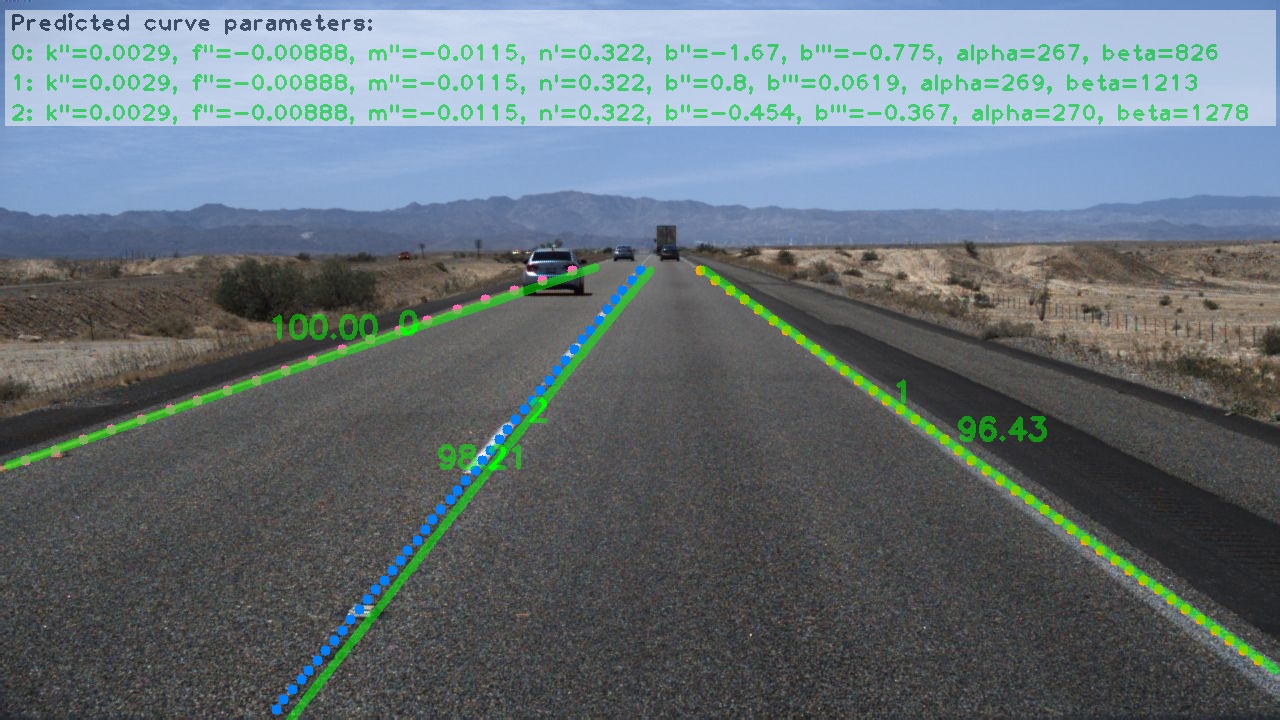 Predicted curve parameters:
0: k''=0.0029, f''=-0.00888, m''=-0.0115, n'=0.322, b''=-1.67, b'''=-0.775, alpha=267, beta=826
1: k''=0.0029, f''=-0.00888, m''=-0.0115, n'=0.322, b''=0.8, b'''=0.0619, alpha=269, beta=1213
2: k''=0.0029, f''=-0.00888, m''=-0.0115, n'=0.322, b''=-0.454, b'''=-0.367, alpha=270, beta=1278
100.00 0
1
2
96.43
98.21